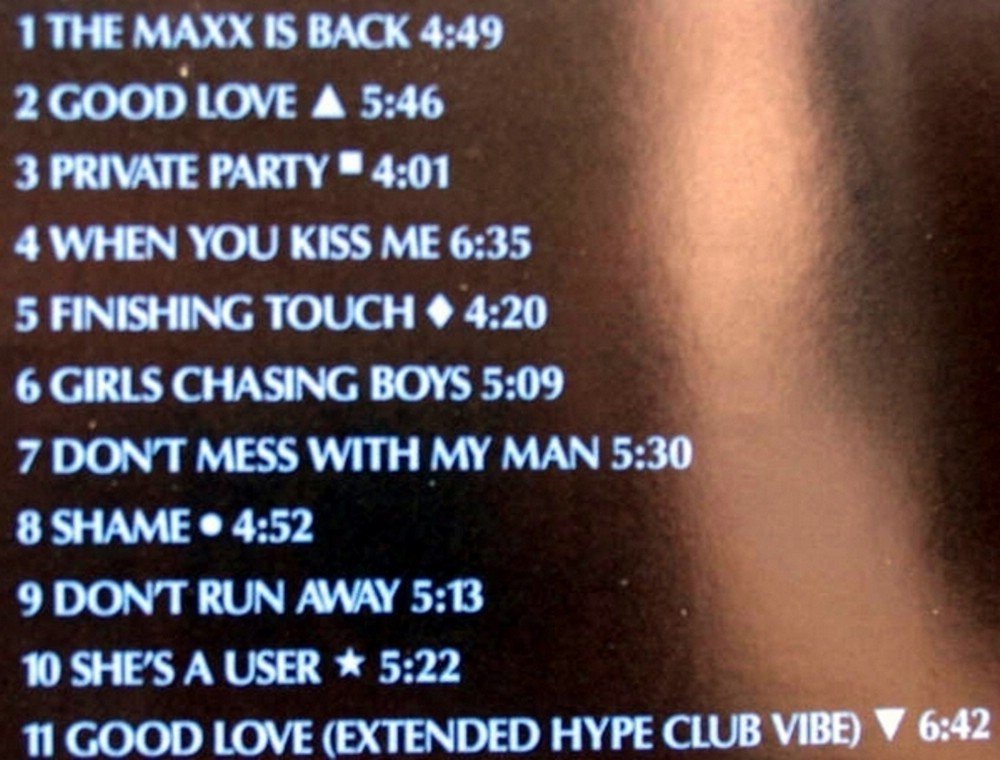 1 THE MAXX IS BACK 4:49
2 GOOD LOVE ▲ 5:46
3 PRIVATE PARTY ■ 4:01
4 WHEN YOU KISS ME 6:35
5 FINISHING TOUCH ♦ 4:20
6 GIRLS CHASING BOYS 5:09
7 DON'T MESS WITH MY MAN 5:30
8 SHAME ● 4:52
9 DON'T RUN AWAY 5:13
10 SHE'S A USER ★ 5:22
11 GOOD LOVE (EXTENDED HYPE CLUB VIBE) ▼ 6:42